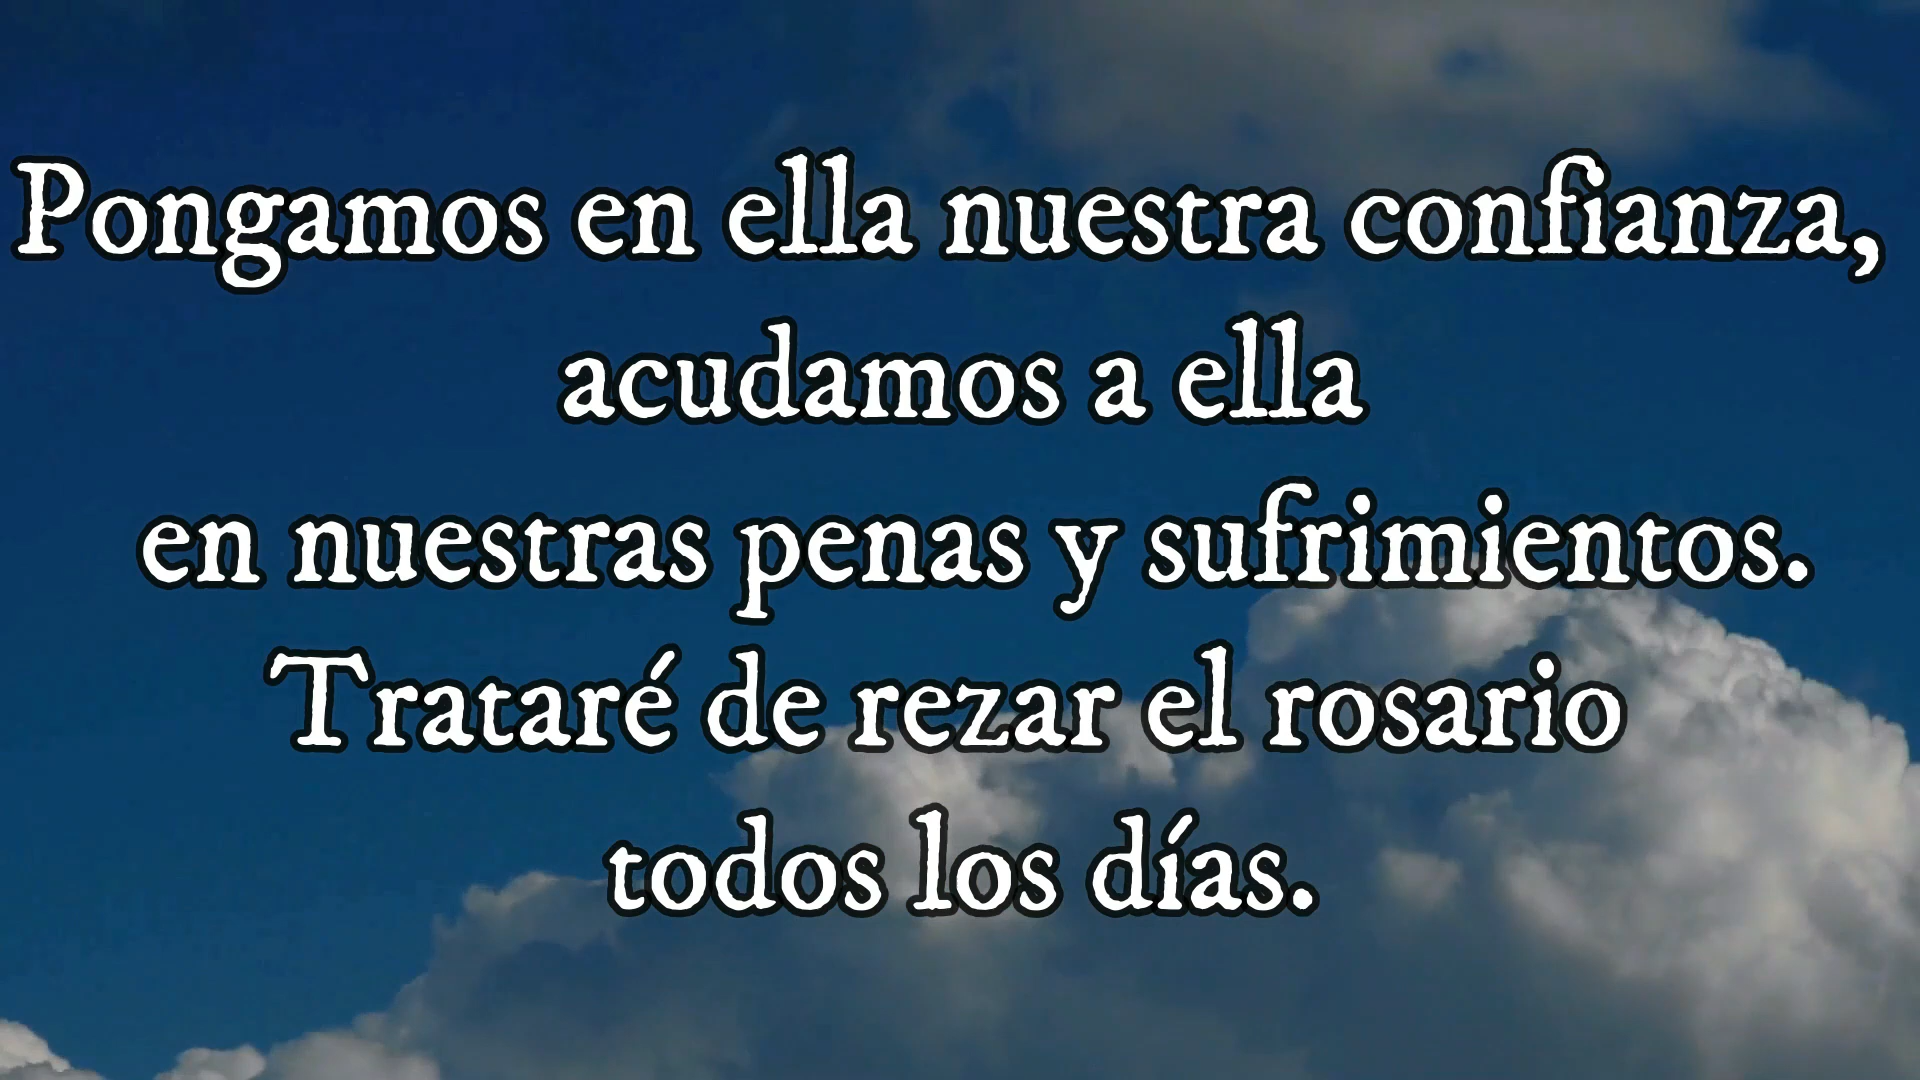 Pongamos en ella nuestra confianza,
acudamos a ella
en nuestras penas y sufrimientos.
Trataré de rezar el rosario
todos los días.